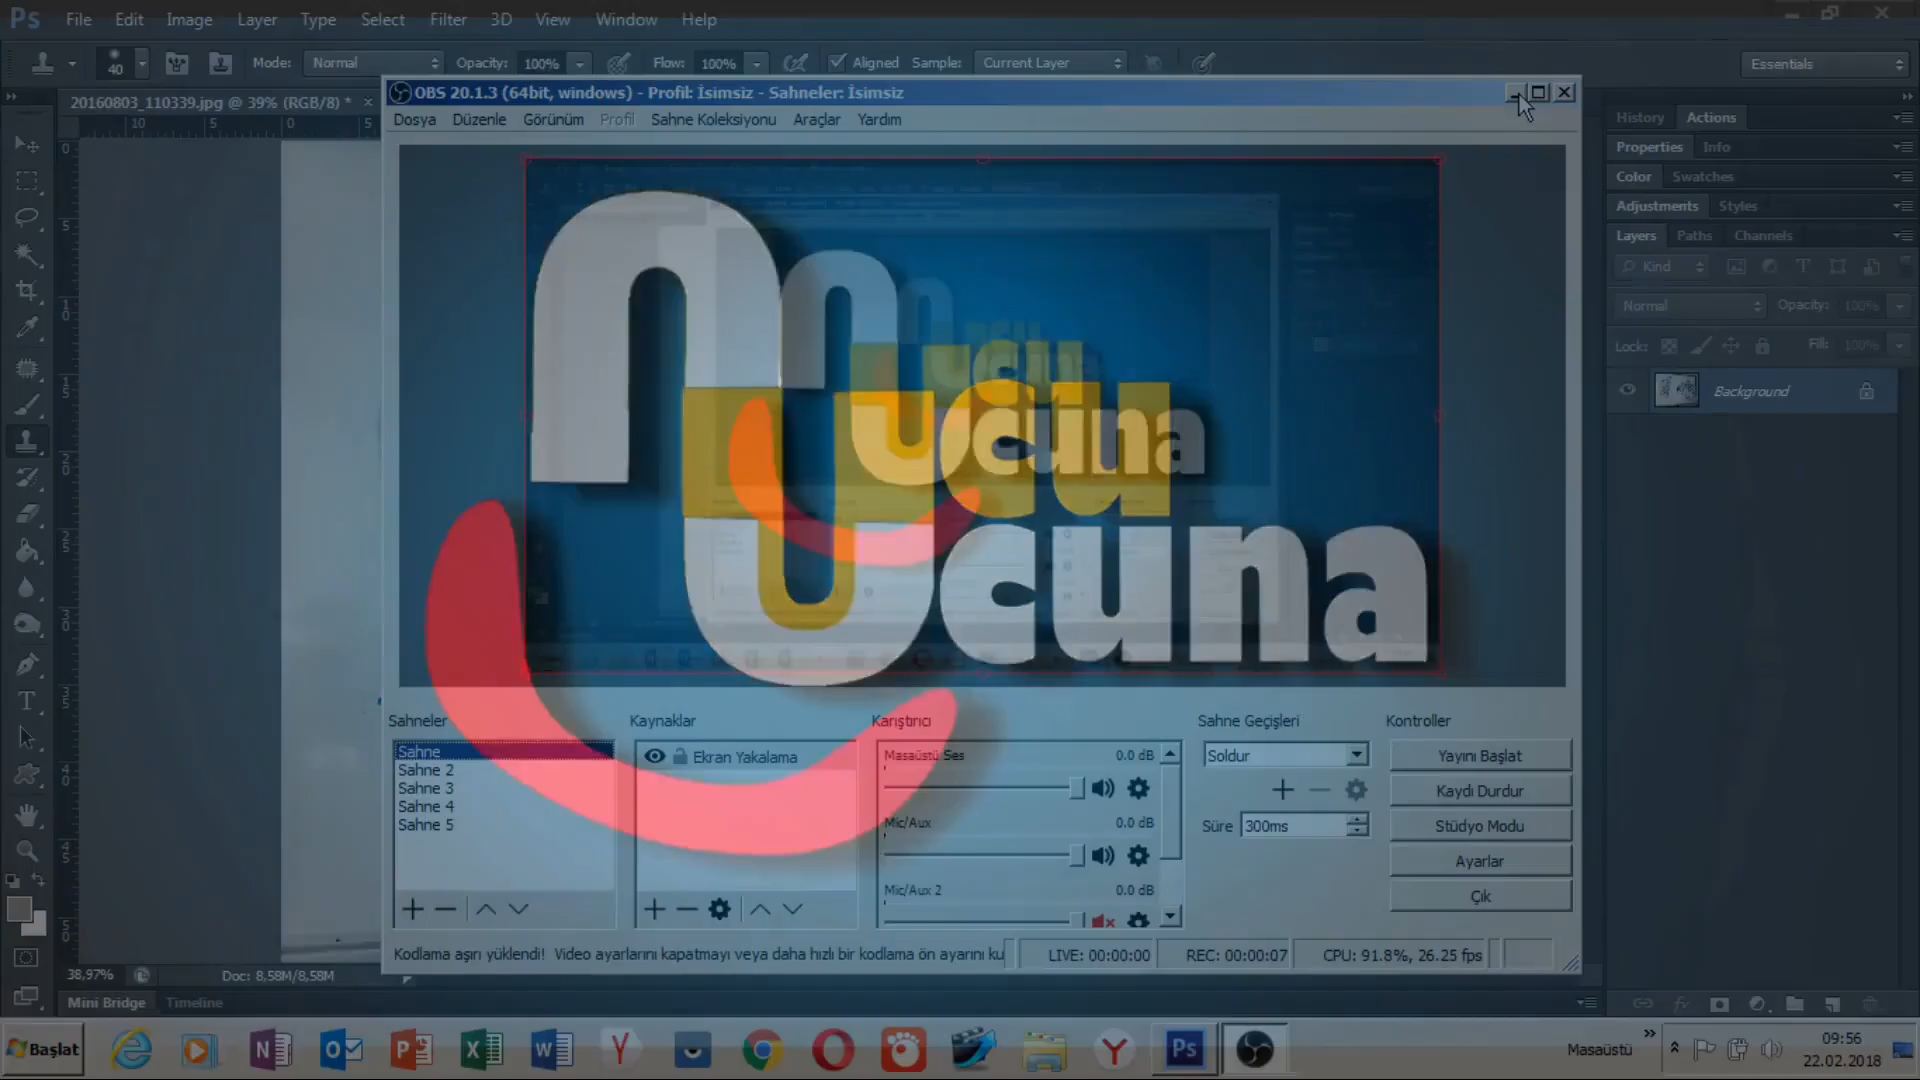 Ps File Edit Image Layer Type Select Filter 3D View Window Help
40 Mode: Normal Opacity: 100% Flow: 100% Aligned Sample: Current Layer Essentials
20160803_110339.jpg @ 39% (RGB/8) * ×
OBS 20.1.3 (64bit, windows) - Profil: İsimsiz - Sahneler: İsimsiz
Dosya Düzenle Görünüm Profil Sahne Koleksiyonu Araçlar Yardım
History Actions
Properties Info
Color Swatches
Adjustments Styles
Layers Paths Channels
Kind
Normal Opacity: 100%
Lock: Fill: 100%
Background
ucuna
ucuna
Sahneler Kaynaklar Karıştırıcı Sahne Geçişleri Kontroller
Sahne
Sahne 2
Sahne 3
Sahne 4
Sahne 5
Ekran Yakalama
Masaüstü Ses 0.0 dB
Mic/Aux 0.0 dB
Mic/Aux 2 0.0 dB
Soldur
Süre 300ms
Yayını Başlat
Kaydı Durdur
Stüdyo Modu
Ayarlar
Çık
Kodlama aşırı yüklendi! Video ayarlarını kapatmayı veya daha hızlı bir kodlama ön ayarını ku
LIVE: 00:00:00 REC: 00:00:07 CPU: 91.8%, 26.25 fps
38,97% Doc: 8,58M/8,58M
Mini Bridge Timeline
Başlat
Masaüstü
09:56
22.02.2018